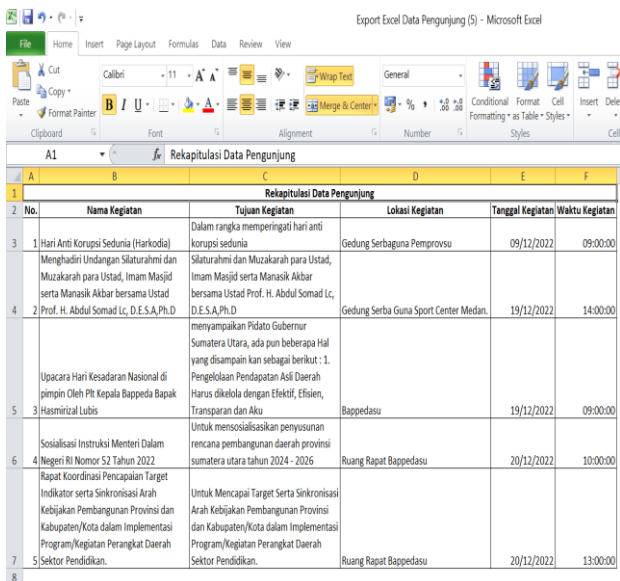 Export Excel Data Pengunjung (5) - Microsoft Excel
File Home Insert Page Layout Formulas Data Review View
Cut
Copy
Format Painter
Paste
Clipboard
Calibri 11
B I U
Font
Wrap Text
Merge & Center
Alignment
General
Number
Conditional Formatting
Format as Table
Cell Styles
Styles
Insert
Dele
Cel
A1 fx Rekapitulasi Data Pengunjung
A B C D E F
1 Rekapitulasi Data Pengunjung
2 No. Nama Kegiatan Tujuan Kegiatan Lokasi Kegiatan Tanggal Kegiatan Waktu Kegiatan
3 1 Hari Anti Korupsi Sedunia (Harkodia)
Dalam rangka memperingati hari anti
korupsi sedunia
Gedung Serbaguna Pemprovsu 09/12/2022 09:00:00
Menghadiri Undangan Silaturahmi dan
Muzakarah para Ustad, Imam Masjid
serta Manasik Akbar bersama Ustad
4 2 Prof. H. Abdul Somad Lc, D.E.S.A,Ph.D
Silaturahmi dan Muzakarah para Ustad,
Imam Masjid serta Manasik Akbar
bersama Ustad Prof. H. Abdul Somad Lc,
D.E.S.A,Ph.D
Gedung Serba Guna Sport Center Medan. 19/12/2022 14:00:00
Upacara Hari Kesadaran Nasional di
pimpin Oleh Plt Kepala Bappeda Bapak
5 3 Hasmirizal Lubis
menyampaikan Pidato Gubernur
Sumatera Utara, ada pun beberapa Hal
yang disampain kan sebagai berikut : 1.
Pengelolaan Pendapatan Asli Daerah
Harus dikelola dengan Efektif, Efisien,
Transparan dan Aku
Bappedasu 19/12/2022 09:00:00
Sosialisasi Instruksi Menteri Dalam
6 4 Negeri RI Nomor 52 Tahun 2022
Untuk mensosialisasikan penyusunan
rencana pembangunan daerah provinsi
sumatera utara tahun 2024 - 2026
Ruang Rapat Bappedasu 20/12/2022 10:00:00
Rapat Koordinasi Pencapaian Target
Indikator serta Sinkronisasi Arah
Kebijakan Pembangunan Provinsi dan
Kabupaten/Kota dalam Implementasi
Program/Kegiatan Perangkat Daerah
7 5 Sektor Pendidikan.
Untuk Mencapai Target Serta Sinkronisasi
Arah Kebijakan Pembangunan Provinsi
dan Kabupaten/Kota dalam Implementasi
Program/Kegiatan Perangkat Daerah
Sektor Pendidikan.
Ruang Rapat Bappedasu 20/12/2022 13:00:00
8